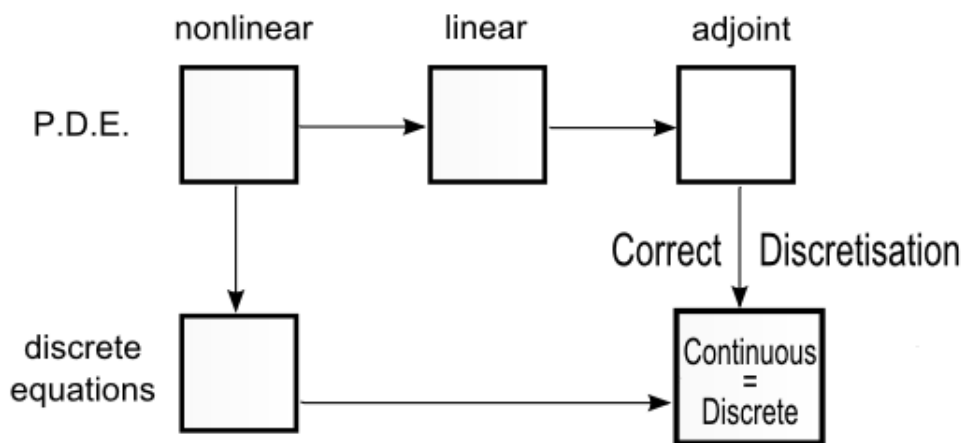 nonlinear
linear
adjoint
P.D.E.
Correct
Discretisation
discrete
equations
Continuous
=
Discrete